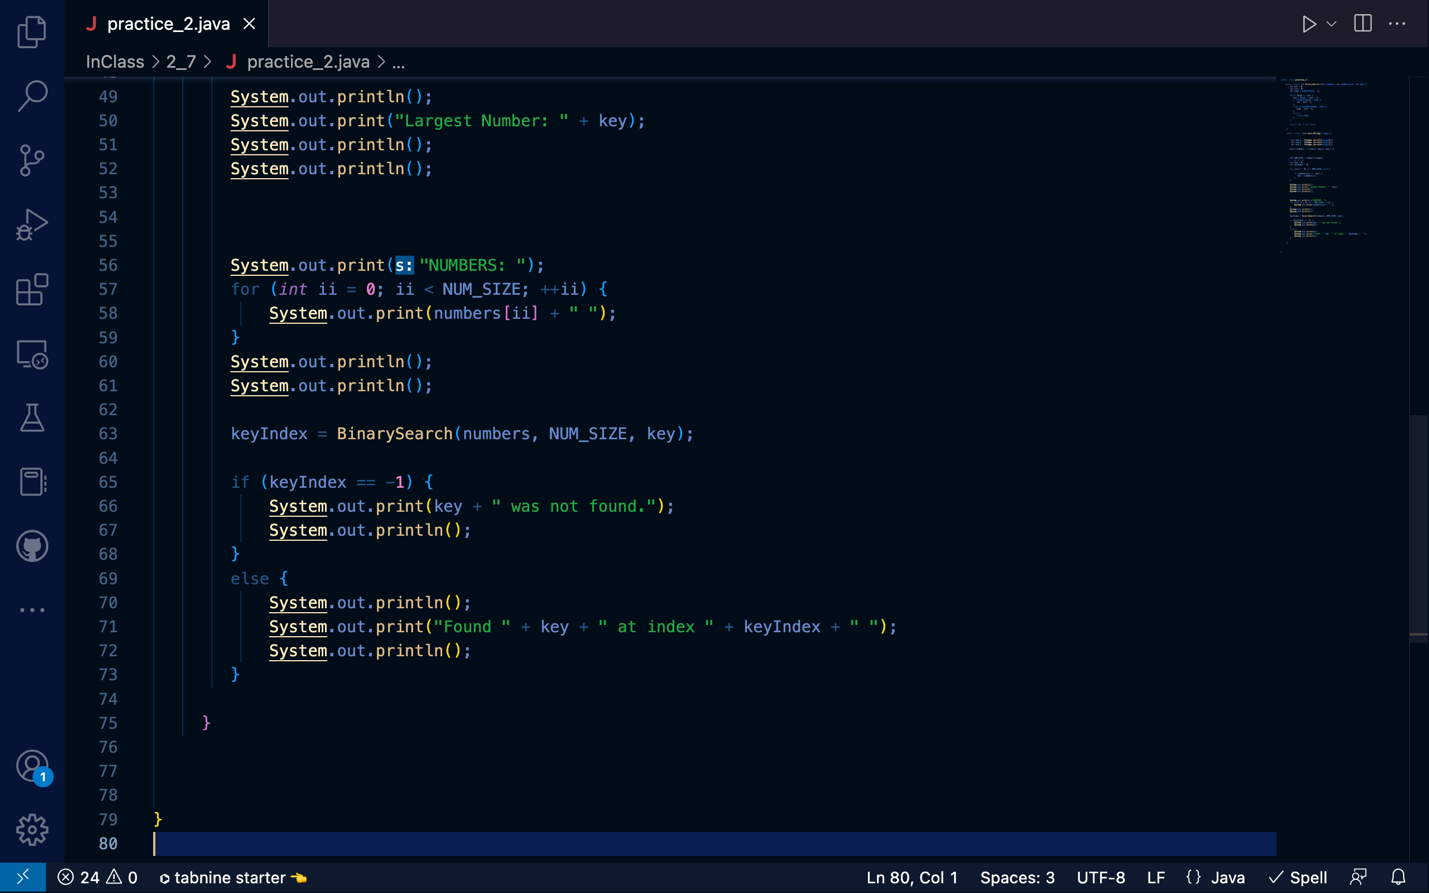 J practice_2.java ×
InClass > 2_7 > J practice_2.java > ...
49 System.out.println();
50 System.out.print("Largest Number: " + key);
51 System.out.println();
52 System.out.println();
53
54
55
56 System.out.print(s: "NUMBERS: ");
57 for (int ii = 0; ii < NUM_SIZE; ++ii) {
58 System.out.print(numbers[ii] + " ");
59 }
60 System.out.println();
61 System.out.println();
62
63 keyIndex = BinarySearch(numbers, NUM_SIZE, key);
64
65 if (keyIndex == -1) {
66 System.out.print(key + " was not found.");
67 System.out.println();
68 }
69 else {
70 System.out.println();
71 System.out.print("Found " + key + " at index " + keyIndex + " ");
72 System.out.println();
73 }
74
75 }
76
77
78
79 }
80
1
24 0 tabnine starter 👈 Ln 80, Col 1 Spaces: 3 UTF-8 LF {} Java ✓ Spell